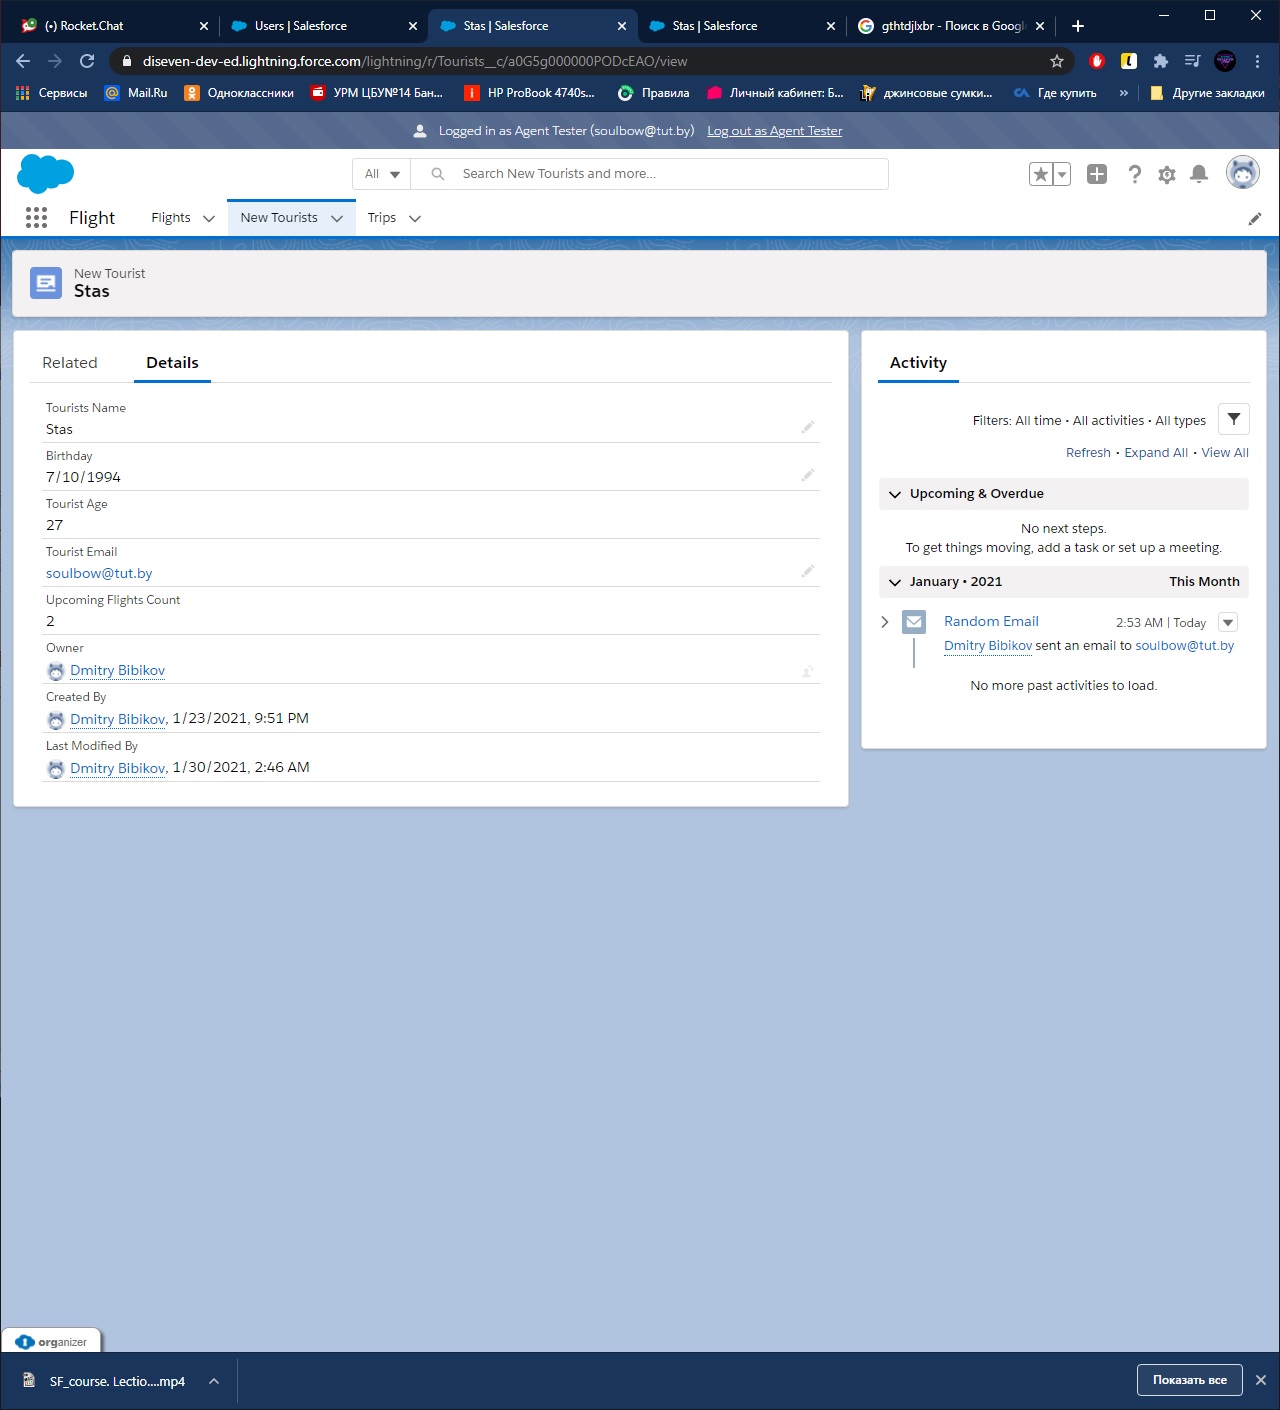 (•) Rocket.Chat
Users | Salesforce
Stas | Salesforce
Stas | Salesforce
gthtdjlxbr - Поиск в Googl
diseven-dev-ed.lightning.force.com/lightning/r/Tourists__c/a0G5g000000PODcEAO/view
Сервисы
Mail.Ru
Одноклассники
УРМ ЦБУ№14 Бан...
HP ProBook 4740s...
Правила
Личный кабинет: Б...
джинсовые сумки...
Где купить
»
Другие закладки
Logged in as Agent Tester (soulbow@tut.by) Log out as Agent Tester
All
Search New Tourists and more...
Flight
Flights
New Tourists
Trips
New Tourist
Stas
Related
Details
Tourists Name
Stas
Birthday
7/10/1994
Tourist Age
27
Tourist Email
soulbow@tut.by
Upcoming Flights Count
2
Owner
Dmitry Bibikov
Created By
Dmitry Bibikov, 1/23/2021, 9:51 PM
Last Modified By
Dmitry Bibikov, 1/30/2021, 2:46 AM
Activity
Filters: All time • All activities • All types
Refresh • Expand All • View All
Upcoming & Overdue
No next steps.
To get things moving, add a task or set up a meeting.
January • 2021
This Month
Random Email
2:53 AM | Today
Dmitry Bibikov sent an email to soulbow@tut.by
No more past activities to load.
organizer
SF_course. Lectio....mp4
Показать все